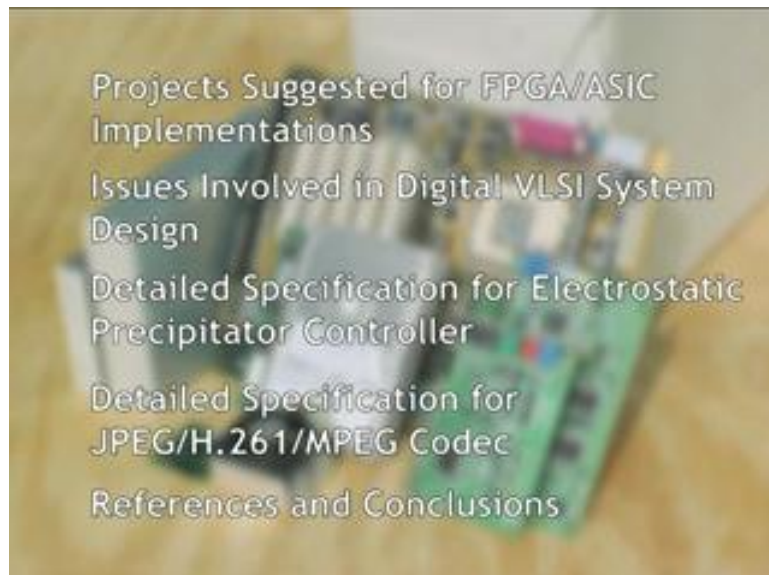 Projects Suggested for FPGA/ASIC
Implementations
Issues Involved in Digital VLSI System
Design
Detailed Specification for Electrostatic
Precipitator Controller
Detailed Specification for
JPEG/H.261/MPEG Codec
References and Conclusions